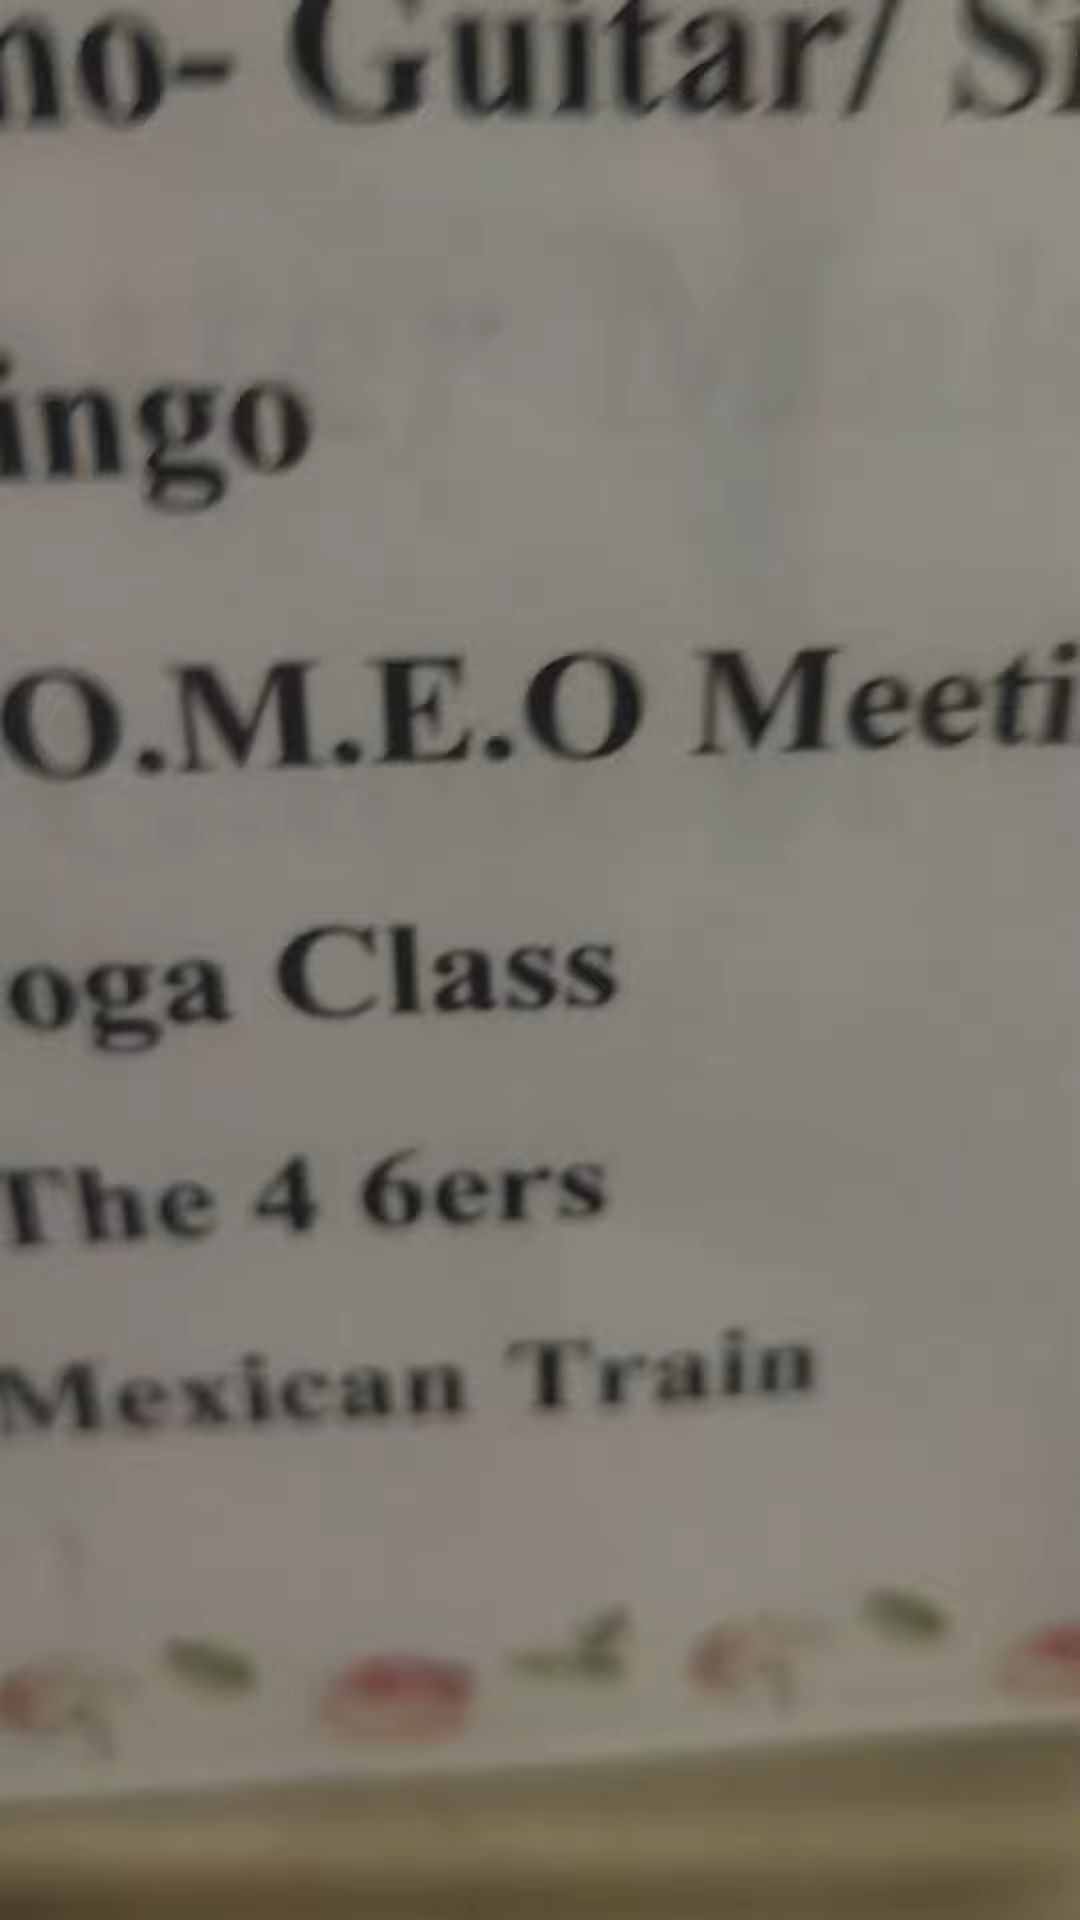 no- Guitar/ Si
ingo
O.M.E.O Meeti
oga Class
The 4 6ers
Mexican Train